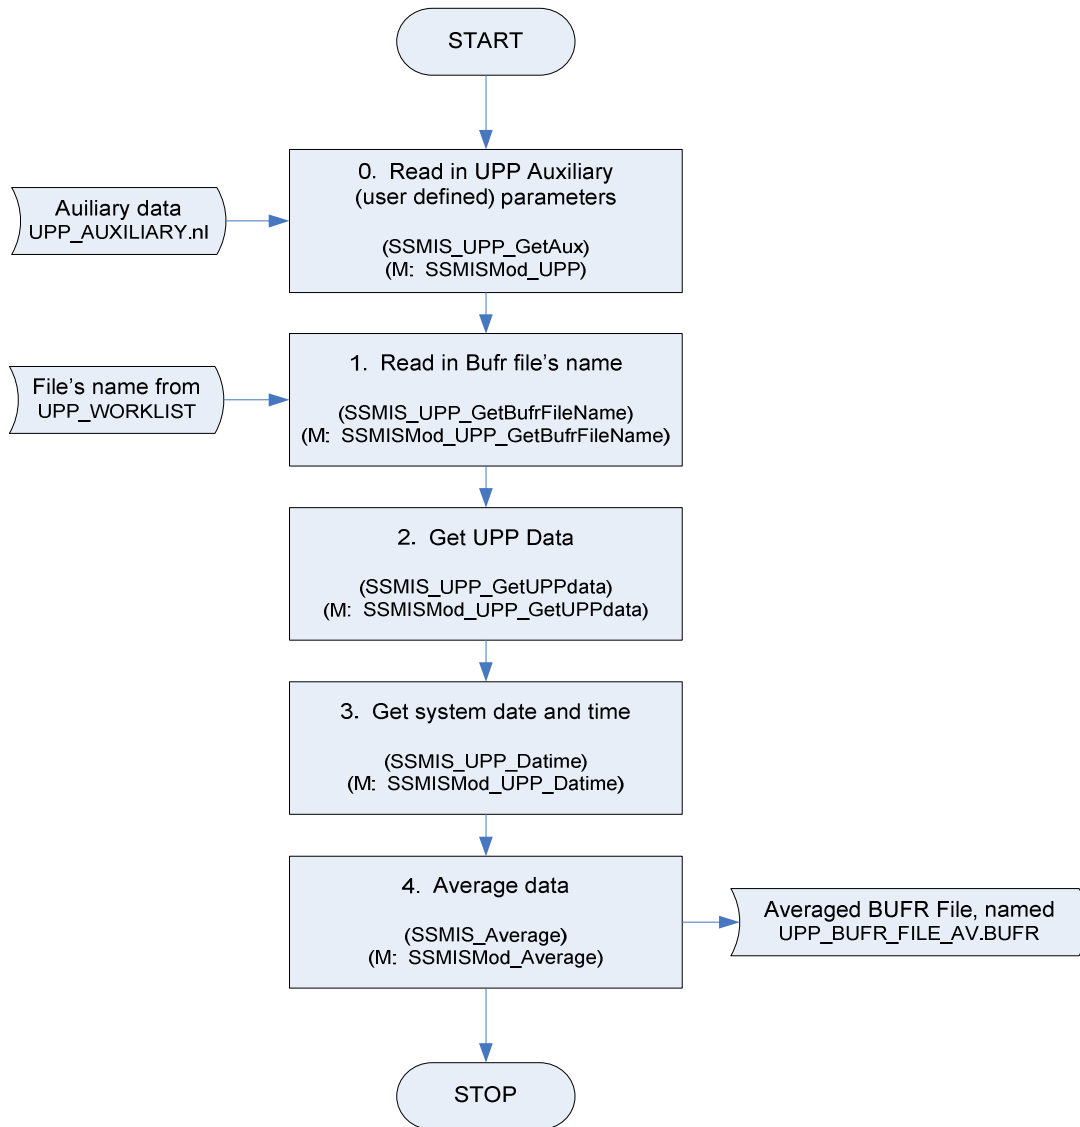 START
0. Read in UPP Auxiliary
(user defined) parameters
(SSMIS_UPP_GetAux)
(M: SSMISMod_UPP)
Auiliary data
UPP_AUXILIARY.nl
1. Read in Bufr file's name
(SSMIS_UPP_GetBufrFileName)
(M: SSMISMod_UPP_GetBufrFileName)
File's name from
UPP_WORKLIST
2. Get UPP Data
(SSMIS_UPP_GetUPPdata)
(M: SSMISMod_UPP_GetUPPdata)
3. Get system date and time
(SSMIS_UPP_Datime)
(M: SSMISMod_UPP_Datime)
4. Average data
(SSMIS_Average)
(M: SSMISMod_Average)
Averaged BUFR File, named
UPP_BUFR_FILE_AV.BUFR
STOP